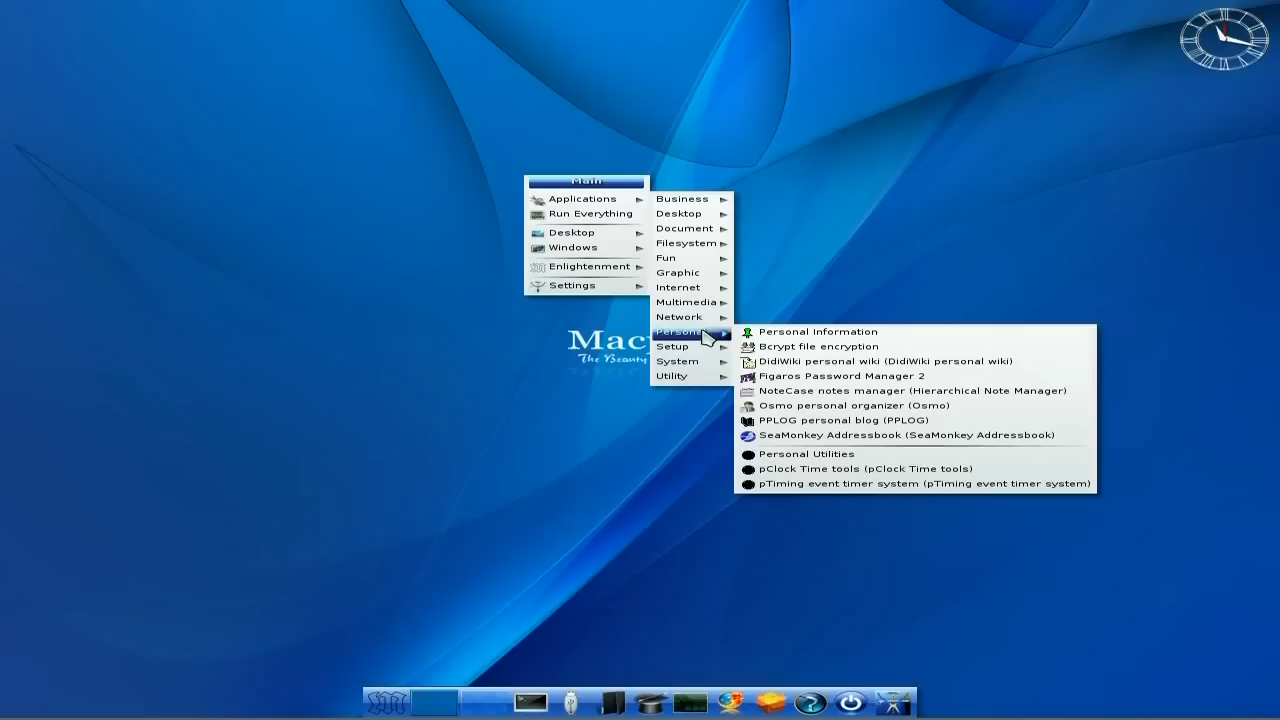 Main
Applications
Run Everything
Desktop
Windows
Enlightenment
Settings
Business
Desktop
Document
Filesystem
Fun
Graphic
Internet
Multimedia
Network
Setup
System
Utility
Personal Information
Bcrypt file encryption
DidiWiki personal wiki (DidiWiki personal wiki)
Figaros Password Manager 2
NoteCase notes manager (Hierarchical Note Manager)
Osmo personal organizer (Osmo)
PPLOG personal blog (PPLOG)
SeaMonkey Addressbook (SeaMonkey Addressbook)
Personal Utilities
pClock Time tools (pClock Time tools)
pTiming event timer system (pTiming event timer system)
The Beauty